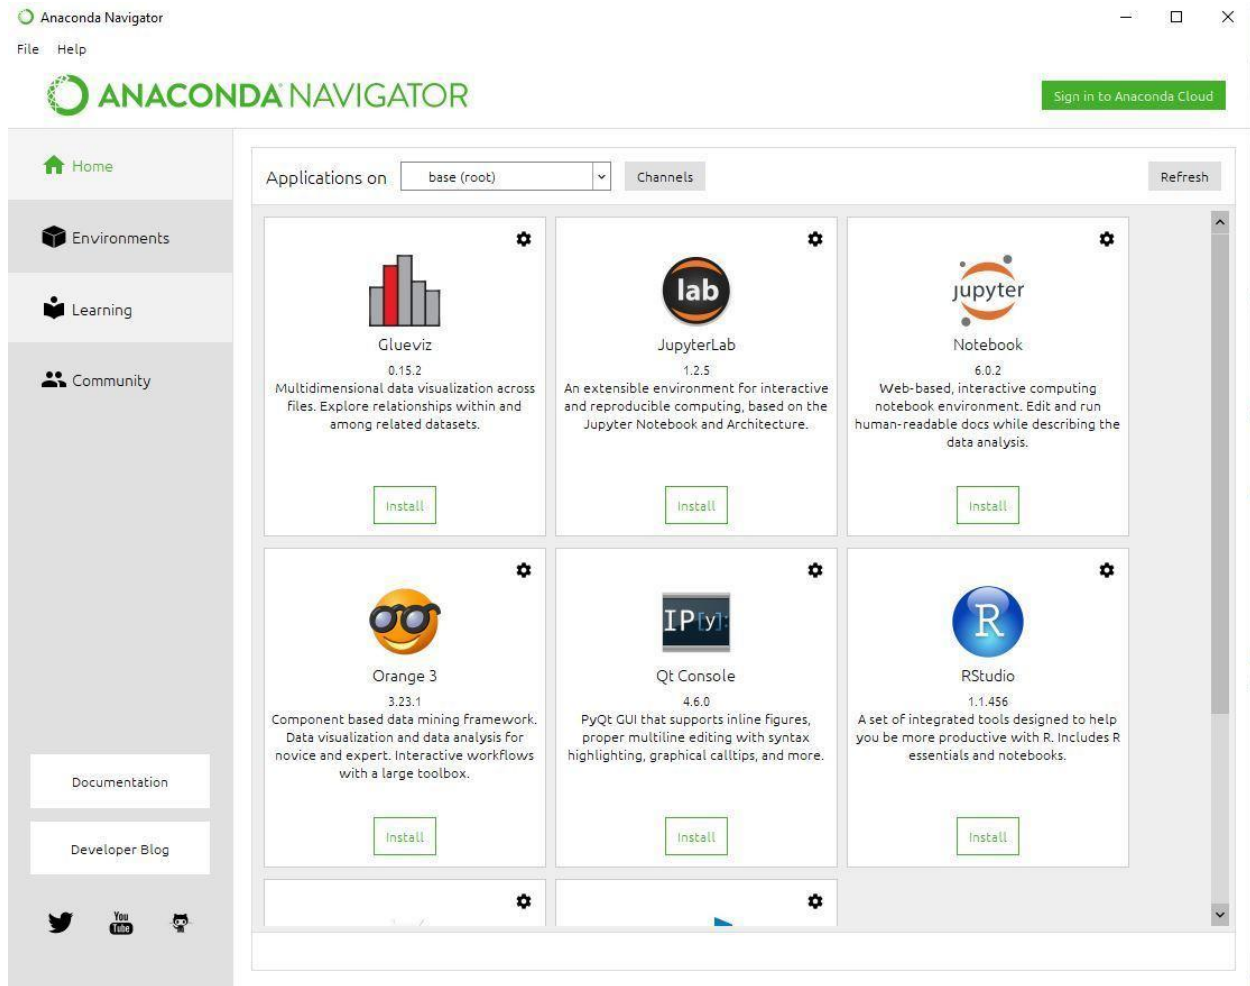 Anaconda Navigator
File Help
ANACONDA NAVIGATOR
Sign in to Anaconda Cloud
Home
Environments
Learning
Community
Documentation
Developer Blog
You
Tube
Applications on base (root) Channels Refresh
Glueviz
0.15.2
Multidimensional data visualization across
files. Explore relationships within and
among related datasets.
Install
lab
JupyterLab
1.2.5
An extensible environment for interactive
and reproducible computing, based on the
Jupyter Notebook and Architecture.
Install
jupyter
Notebook
6.0.2
Web-based, interactive computing
notebook environment. Edit and run
human-readable docs while describing the
data analysis.
Install
Orange 3
3.23.1
Component based data mining framework.
Data visualization and data analysis for
novice and expert. Interactive workflows
with a large toolbox.
Install
IP[y]:
Qt Console
4.6.0
PyQt GUI that supports inline figures,
proper multiline editing with syntax
highlighting, graphical calltips, and more.
Install
R
RStudio
1.1.456
A set of integrated tools designed to help
you be more productive with R. Includes R
essentials and notebooks.
Install